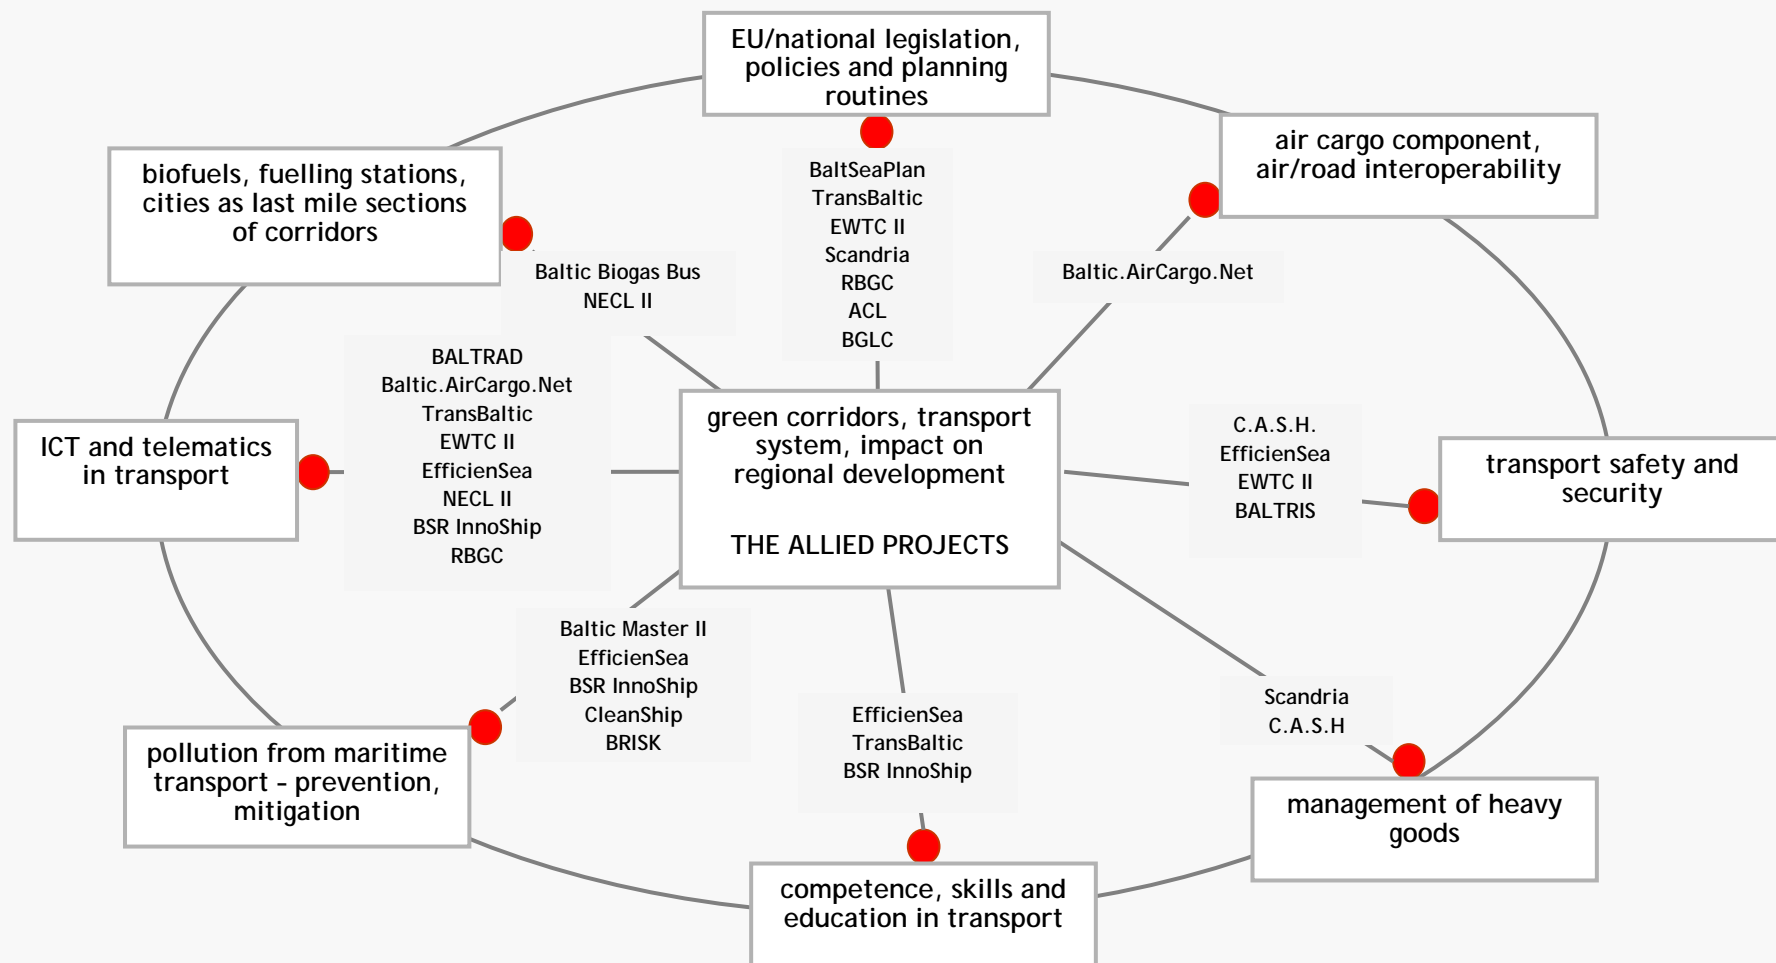 EU/national legislation,
policies and planning
routines
air cargo component,
air/road interoperability
biofuels, fuelling stations,
cities as last mile sections
of corridors
BaltSeaPlan
TransBaltic
EWTC II
Scandria
RBGC
ACL
BGLC
Baltic Biogas Bus
NECL II
Baltic.AirCargo.Net
BALTRAD
Baltic.AirCargo.Net
TransBaltic
EWTC II
EfficienSea
NECL II
BSR InnoShip
RBGC
ICT and telematics
in transport
green corridors, transport
system, impact on
regional development
THE ALLIED PROJECTS
C.A.S.H.
EfficienSea
EWTC II
BALTRIS
transport safety and
security
Baltic Master II
EfficienSea
BSR InnoShip
CleanShip
BRISK
pollution from maritime
transport - prevention,
mitigation
EfficienSea
TransBaltic
BSR InnoShip
Scandria
C.A.S.H
management of heavy
goods
competence, skills and
education in transport